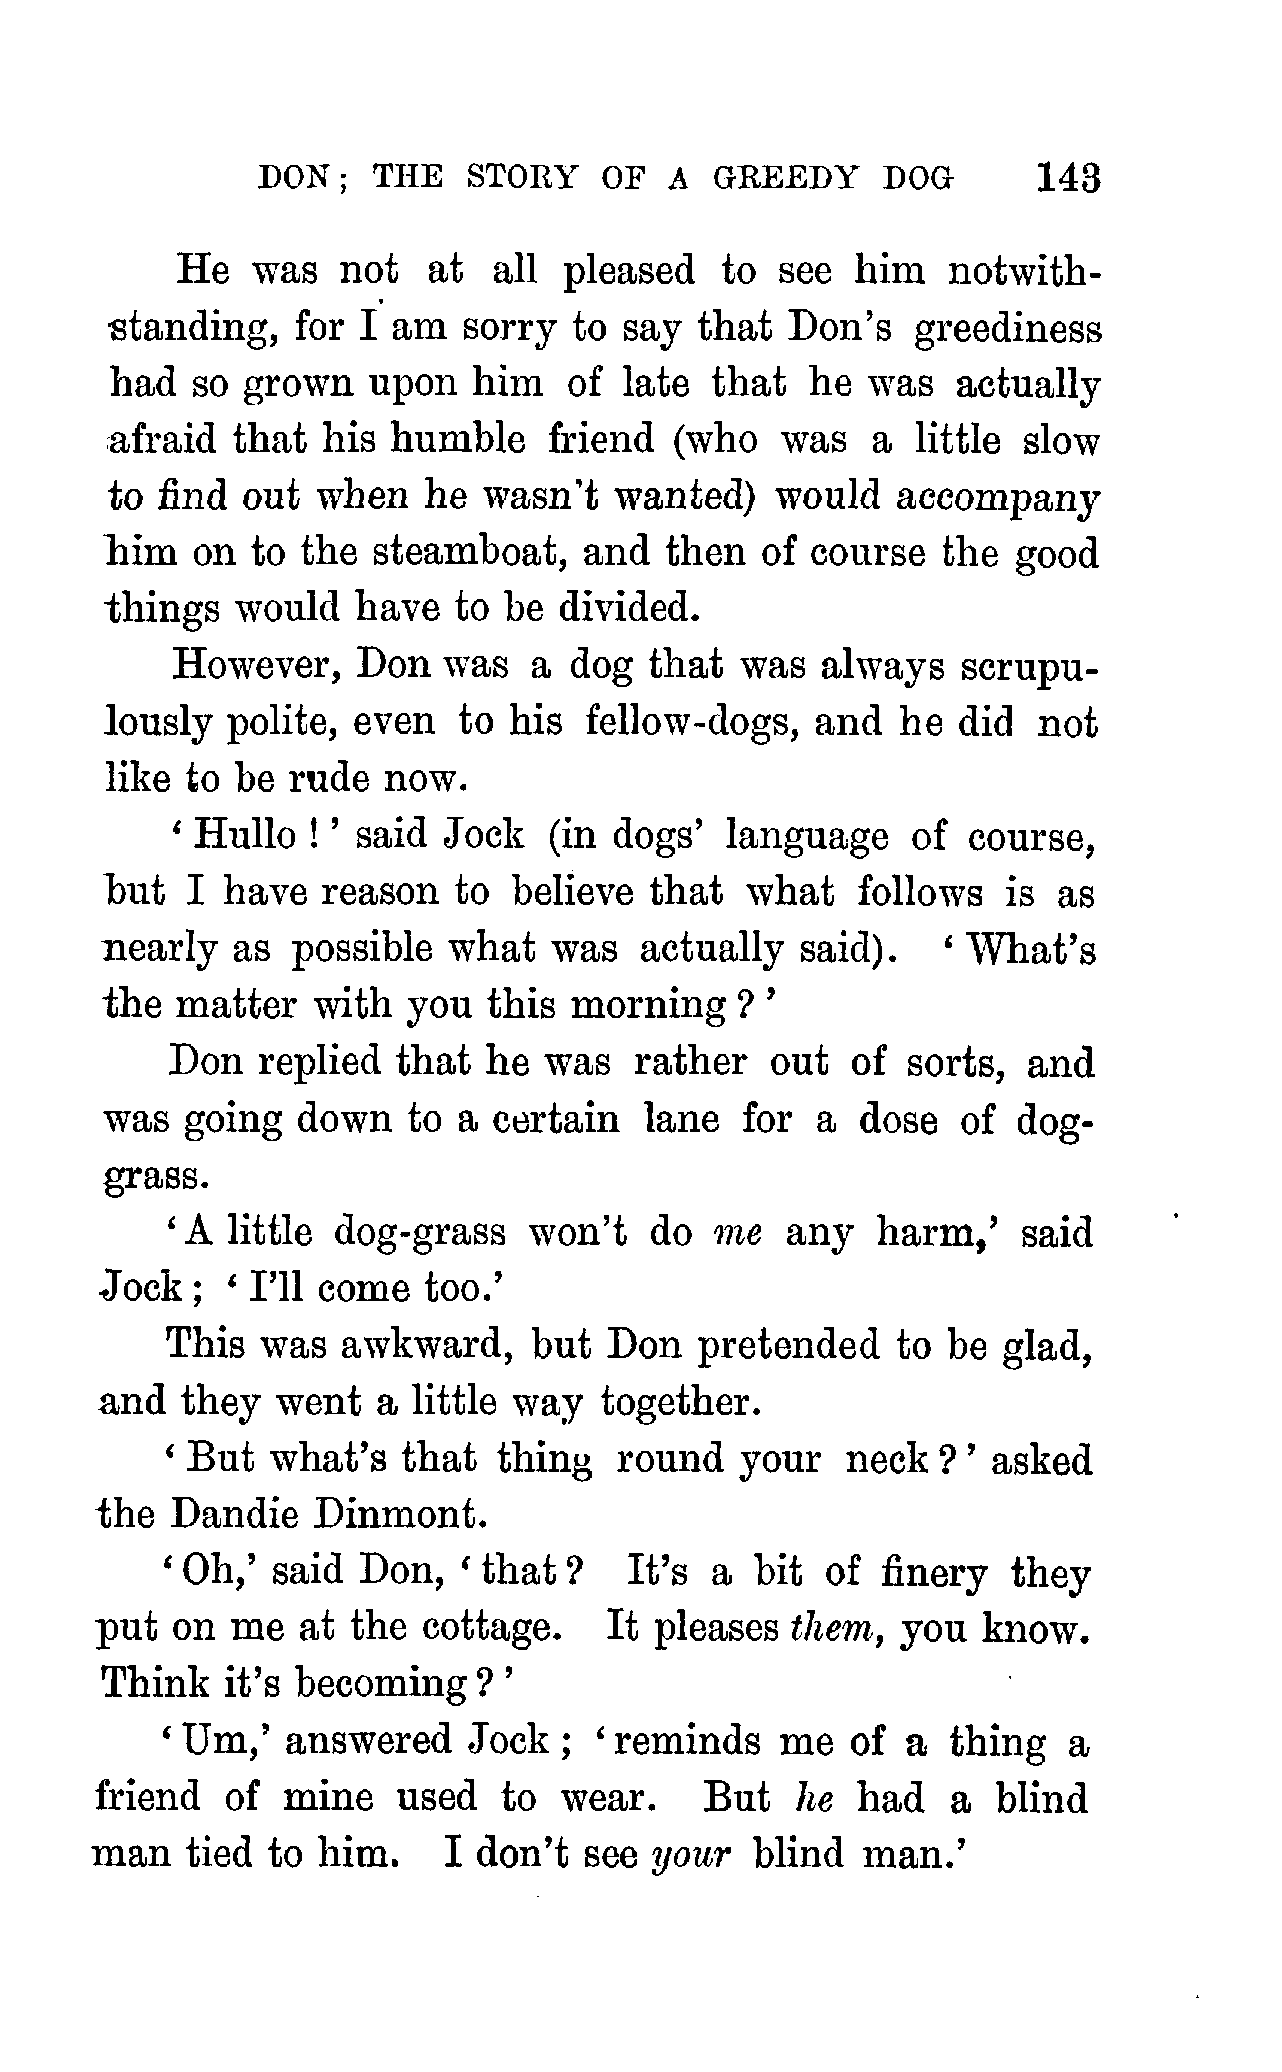 DON; THE STORY OF A GREEDY DOG 143
He was not at all pleased to see him notwith-
standing, for I am sorry to say that Don's greediness
had so grown upon him of late that he was actually
afraid that his humble friend (who was a little slow
to find out when he wasn't wanted) would accompany
him on to the steamboat, and then of course the good
things would have to be divided.
However, Don was a dog that was always scrupu-
lously polite, even to his fellow-dogs, and he did not
like to be rude now.
‘ Hullo ! ’ said Jock (in dogs’ language of course,
but I have reason to believe that what follows is as
nearly as possible what was actually said). ‘ What's
the matter with you this morning ? ’
Don replied that he was rather out of sorts, and
was going down to a certain lane for a dose of dog-
grass.
‘ A little dog-grass won't do me any harm,’ said
Jock ; ‘ I'll come too.’
This was awkward, but Don pretended to be glad,
and they went a little way together.
‘ But what's that thing round your neck ? ’ asked
the Dandie Dinmont.
‘ Oh,’ said Don, ‘ that ? It's a bit of finery they
put on me at the cottage. It pleases them, you know.
Think it's becoming ? ’
‘ Um,’ answered Jock ; ‘ reminds me of a thing a
friend of mine used to wear. But he had a blind
man tied to him. I don't see your blind man.’